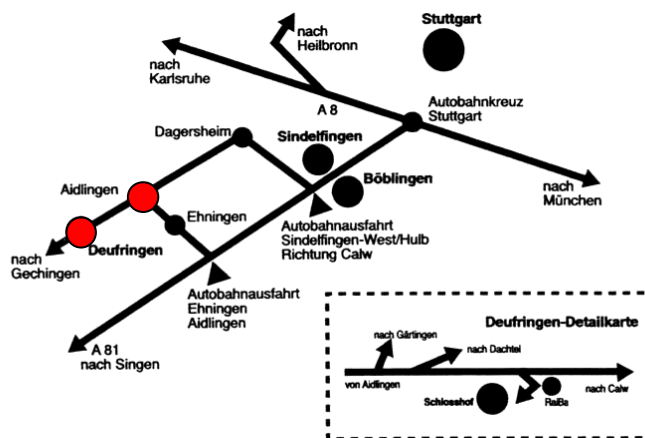 Stuttgart
nach
Heilbronn
nach
Karlsruhe
A 8
Autobahnkreuz
Stuttgart
Dagersheim
Sindelfingen
Aidlingen
Böblingen
nach
München
Ehningen
Autobahnausfahrt
Sindelfingen-West/Hulb
Richtung Calw
Deufringen
nach
Gechingen
Autobahnausfahrt
Ehningen
Aidlingen
A 81
nach Singen
Deufringen-Detailkarte
nach Gärtingen
nach Dachtel
von Aidlingen
nach Calw
Schlosshof
RaiBa